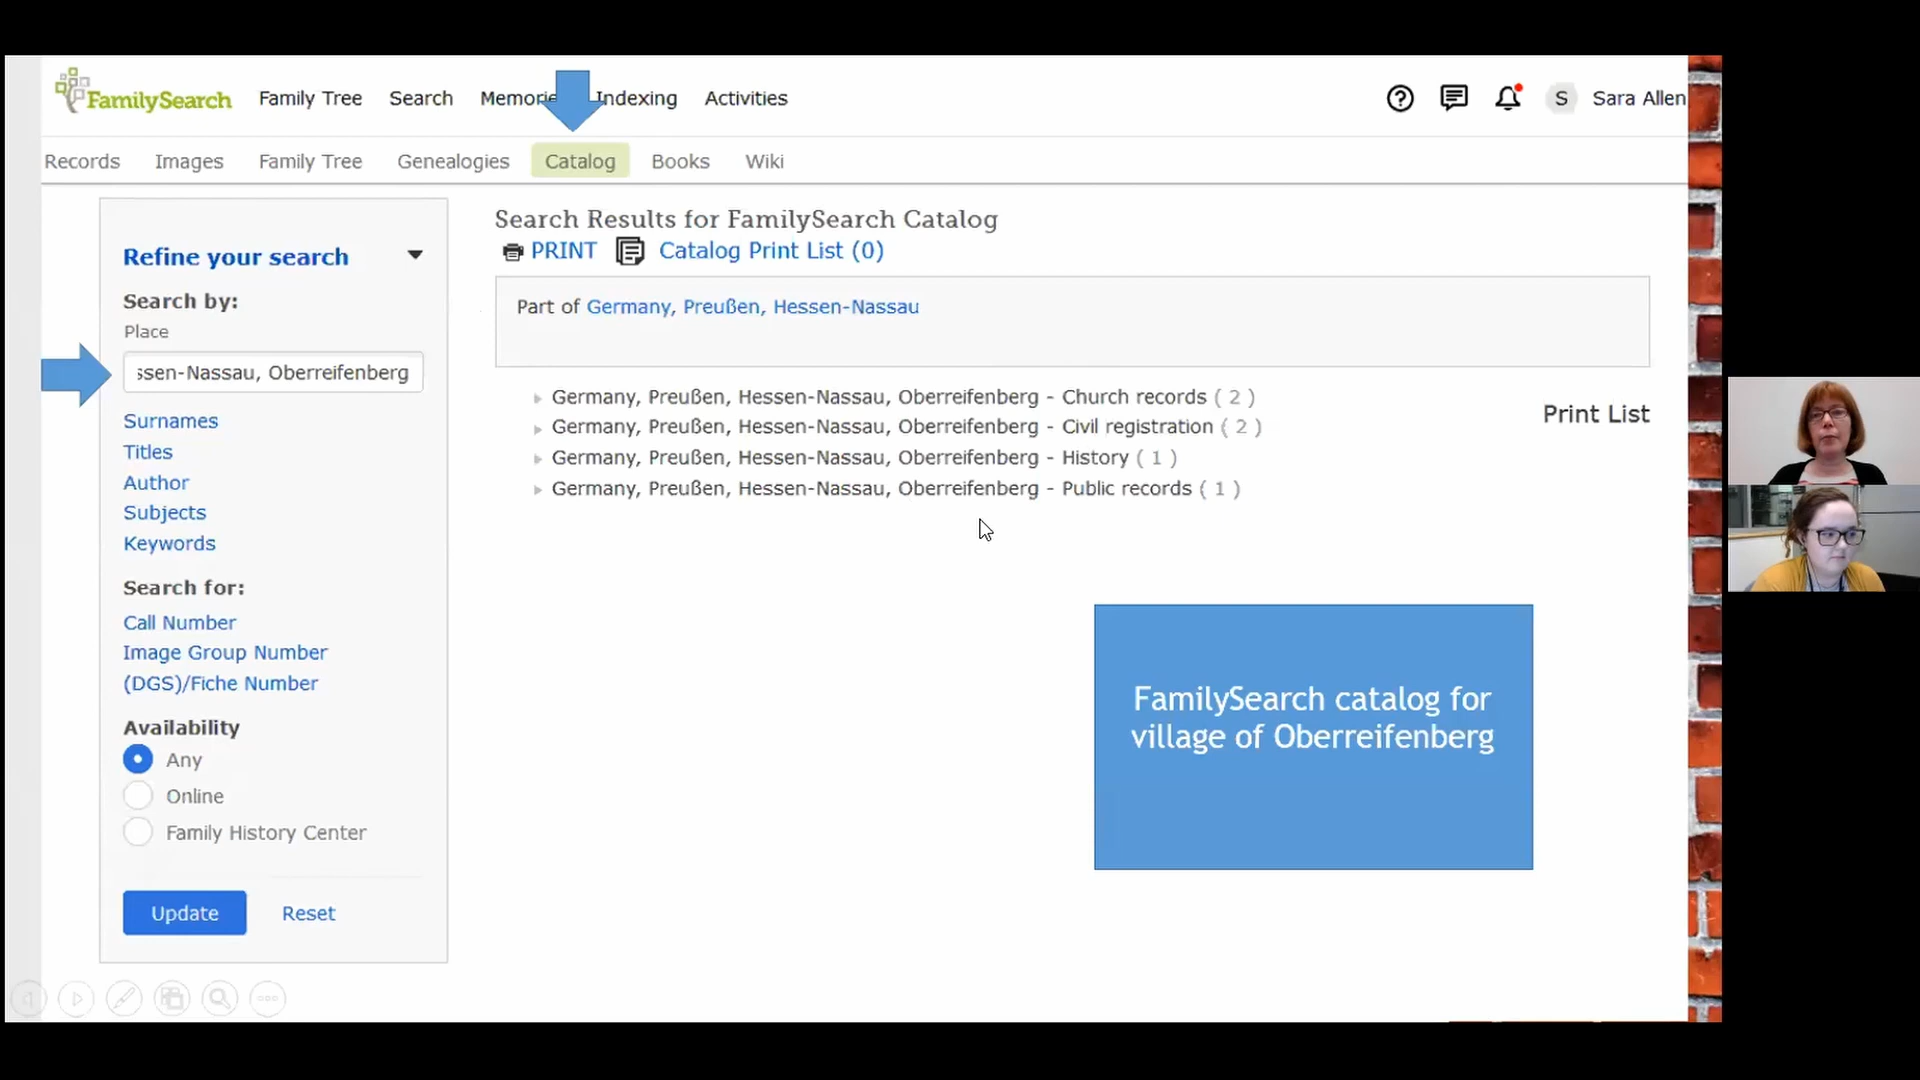 FamilySearch Family Tree Search Memorie Indexing Activities S Sara Allen
Records Images Family Tree Genealogies Catalog Books Wiki
Refine your search
Search by:
Place
ssen-Nassau, Oberreifenberg
Surnames
Titles
Author
Subjects
Keywords
Search for:
Call Number
Image Group Number
(DGS)/Fiche Number
Availability
Any
Online
Family History Center
Update Reset
Search Results for FamilySearch Catalog
PRINT Catalog Print List (0)
Part of Germany, Preußen, Hessen-Nassau
Germany, Preußen, Hessen-Nassau, Oberreifenberg - Church records ( 2 )
Germany, Preußen, Hessen-Nassau, Oberreifenberg - Civil registration ( 2 )
Germany, Preußen, Hessen-Nassau, Oberreifenberg - History ( 1 )
Germany, Preußen, Hessen-Nassau, Oberreifenberg - Public records ( 1 )
Print List
FamilySearch catalog for
village of Oberreifenberg